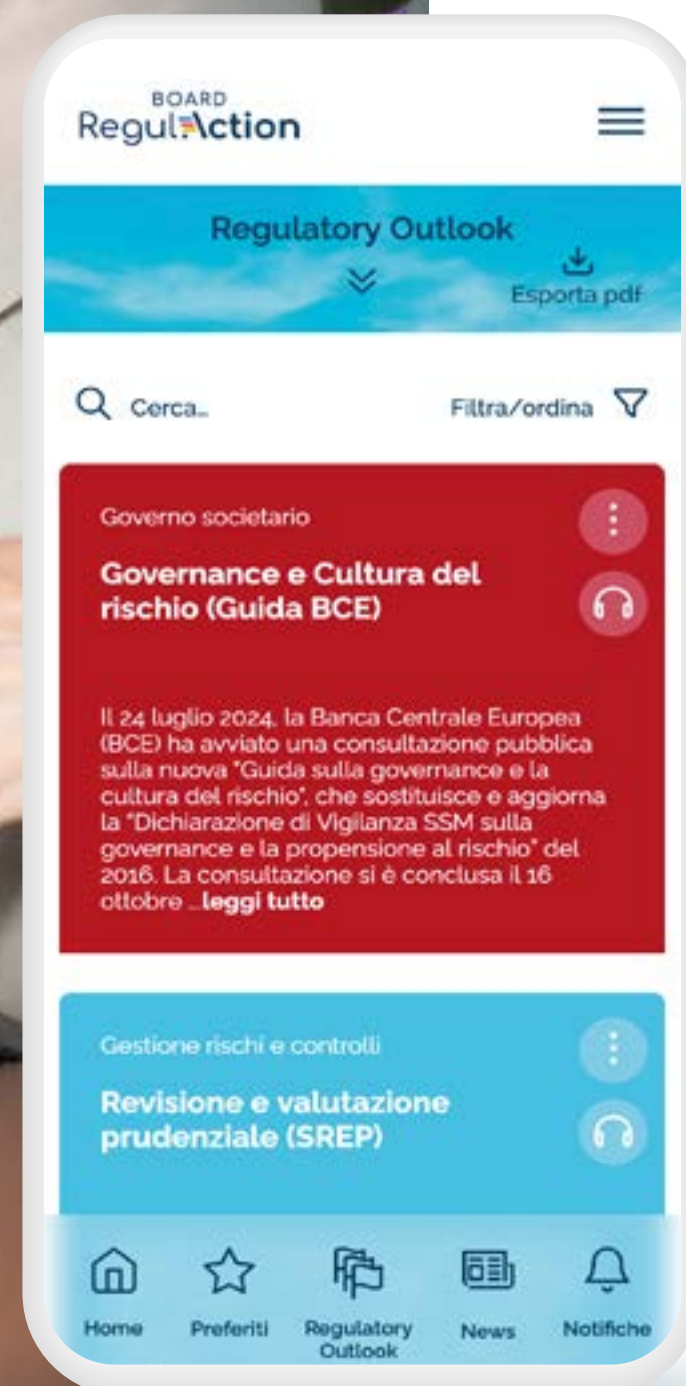 BOARD
RegulAction
Regulatory Outlook
Esporta pdf
Cerca...
Filtra/ordina
Governo societario
Governance e Cultura del
rischio (Guida BCE)
Il 24 luglio 2024, la Banca Centrale Europea
(BCE) ha avviato una consultazione pubblica
sulla nuova "Guida sulla governance e la
cultura del rischio", che sostituisce e aggiorna
la "Dichiarazione di Vigilanza SSM sulla
governance e la propensione al rischio" del
2016. La consultazione si è conclusa il 16
ottobre ...leggi tutto
Gestione rischi e controlli
Revisione e valutazione
prudenziale (SREP)
Home
Preferiti
Regulatory
Outlook
News
Notifiche